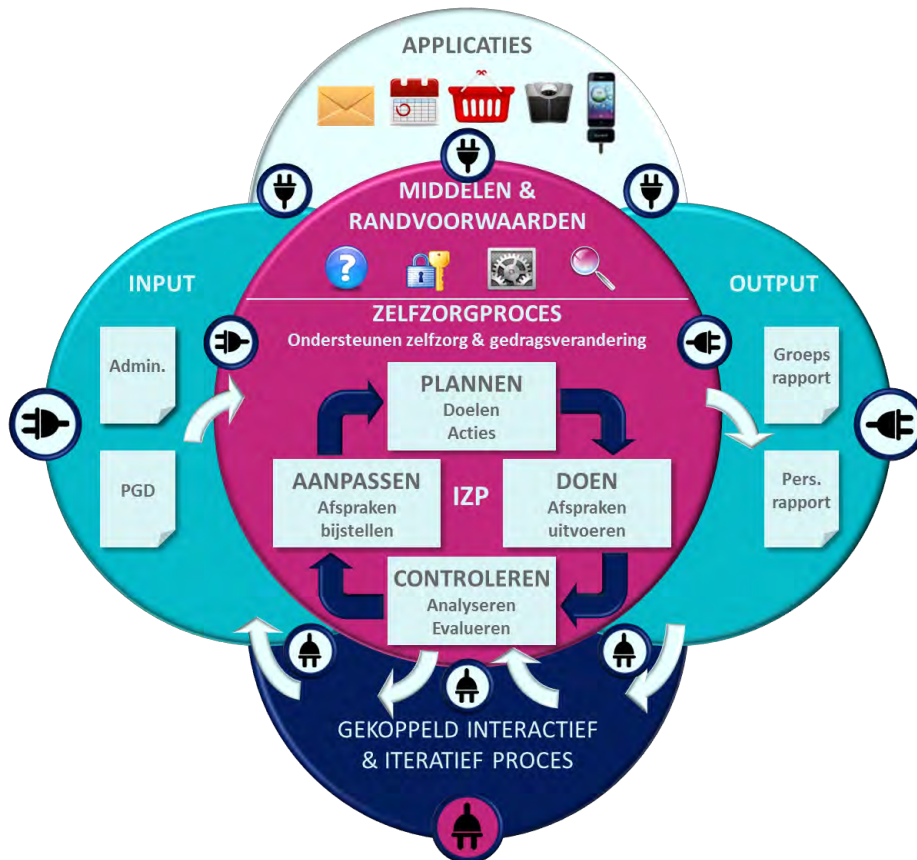 APPLICATIES
MIDDELEN &
RANDVOORWAARDEN
?
INPUT
Admin.
PGD
OUTPUT
Groeps
rapport
Pers.
rapport
ZELFZORGPROCES
Ondersteunen zelfzorg & gedragsverandering
PLANNEN
Doelen
Acties
AANPASSEN
Afspraken
bijstellen
IZP
DOEN
Afspraken
uitvoeren
CONTROLEREN
Analyseren
Evalueren
GEKOPPELD INTERACTIEF
& ITERATIEF PROCES